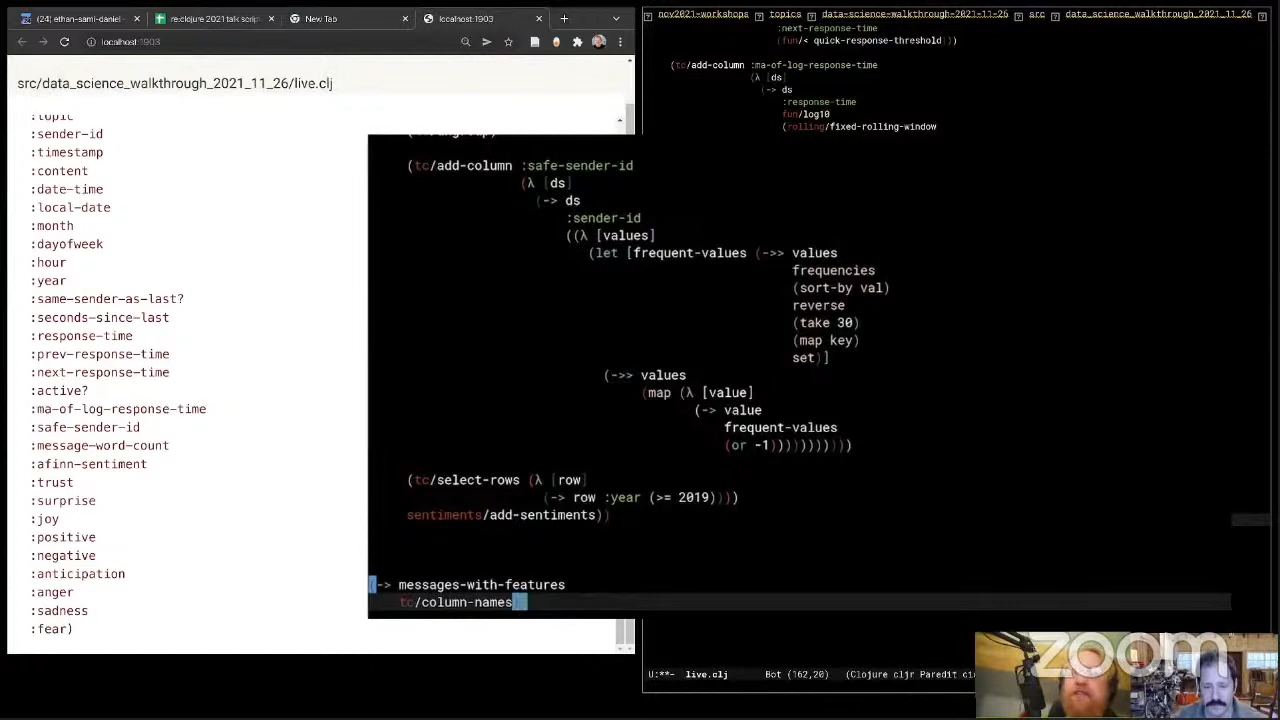 (24) ethan-sam-daniel-
reclojure 2021 talk script
New Tab
localhost:1903
localhost:1903
src/data_science_walkthrough_2021_11_26/live.clj
:topic
:sender-id
:timestamp
:content
:date-time
:local-date
:month
:dayofweek
:hour
:year
:same-sender-as-last?
:seconds-since-last
:response-time
:prev-response-time
:next-response-time
:active?
:ma-of-log-response-time
:safe-sender-id
:message-word-count
:afinn-sentiment
:trust
:surprise
:joy
:positive
:negative
:anticipation
:anger
:sadness
:fear)
nov2021-workshops topics data-science-walkthrough-2021-11-26 src data_science_walkthrough_2021_11_26
:next-response-time
(fun/< quick-response-threshold))
(tc/add-column :ma-of-log-response-time
(λ [ds]
(-> ds
:response-time
fun/log10
(rolling/fixed-rolling-window
(tc/add-column :safe-sender-id
(λ [ds]
(-> ds
:sender-id
((λ [values]
(let [frequent-values (->> values
frequencies
(sort-by val)
reverse
(take 30)
(map key)
set)]
(->> values
(map (λ [value]
(-> value
frequent-values
(or -1))))))))))
(tc/select-rows (λ [row]
(-> row :year (>= 2019))))
sentiments/add-sentiments))
(-> messages-with-features
tc/column-names
U:**- live.clj Bot (162,20) (Clojure cljr Paredit
zoom